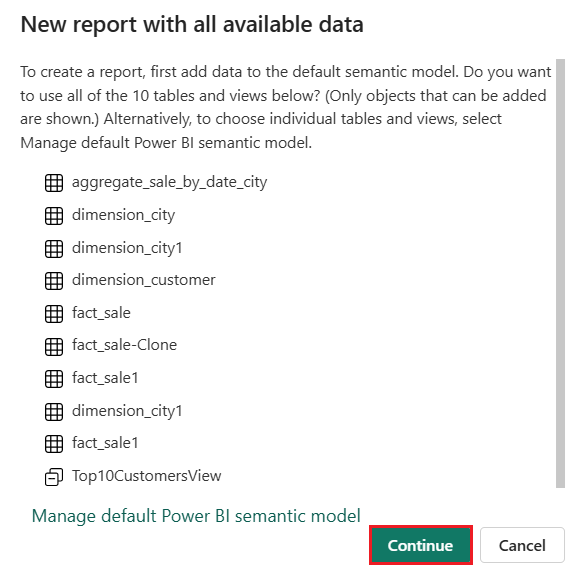 New report with all available data
To create a report, first add data to the default semantic model. Do you want
to use all of the 10 tables and views below? (Only objects that can be added
are shown.) Alternatively, to choose individual tables and views, select
Manage default Power BI semantic model.
aggregate_sale_by_date_city
dimension_city
dimension_city1
dimension_customer
fact_sale
fact_sale-Clone
fact_sale1
dimension_city1
fact_sale1
Top10CustomersView
Manage default Power BI semantic model
Continue
Cancel